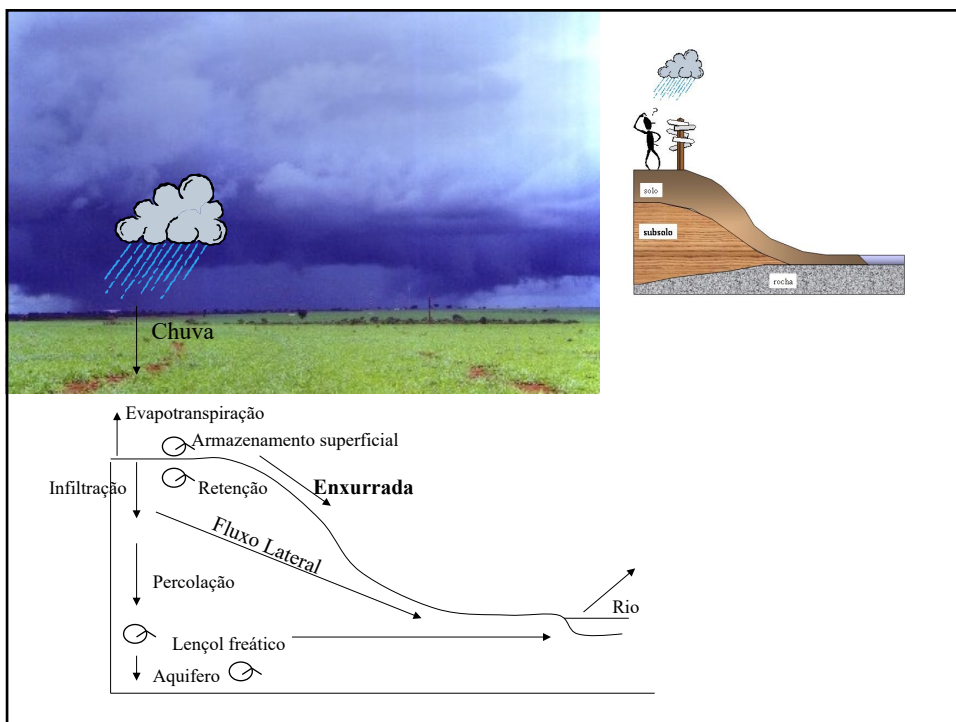 solo
subsolo
rocha
Chuva
Evapotranspiração
Armazenamento superficial
Infiltração
Retenção
Enxurrada
Fluxo Lateral
Percolação
Rio
Lençol freático
Aquifero
?